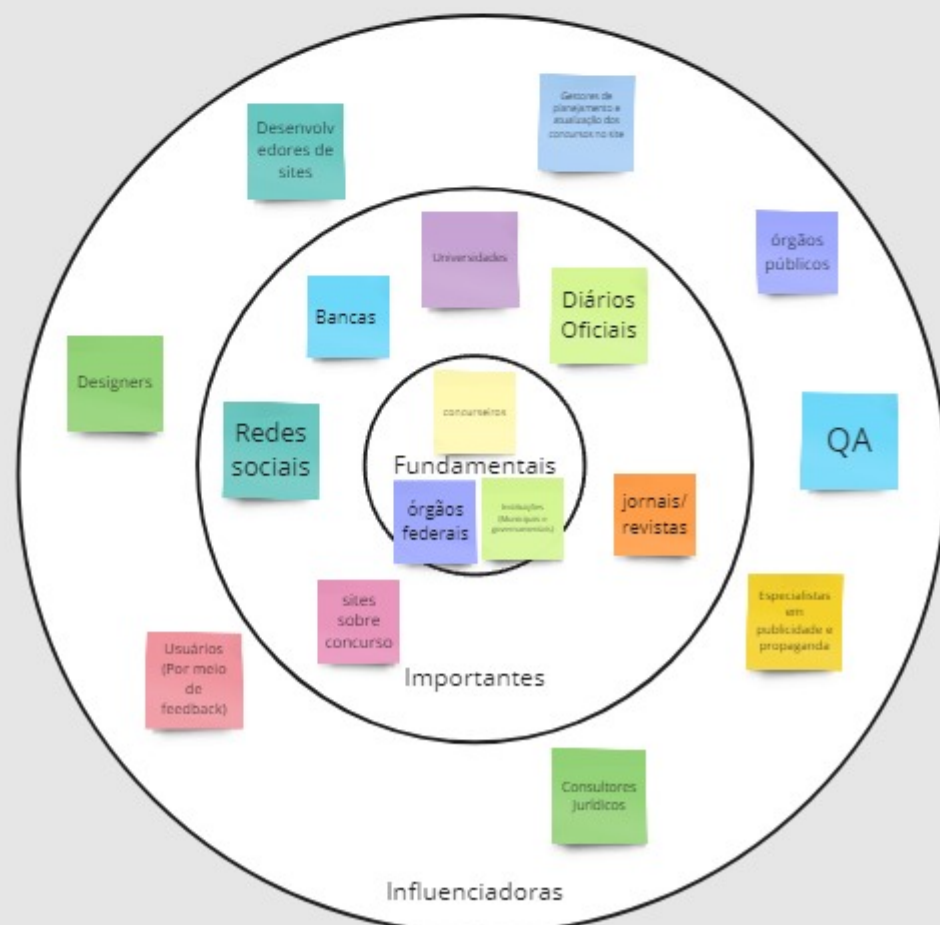 Gestores de
planejamento e
atualização dos
concursos no site
Desenvolv
edores de
sites
Universidades
órgãos
públicos
Diários
Oficiais
Bancas
Designers
concurseiros
Redes
sociais
QA
Fundamentais
órgãos
federais
Instituições
(Municipais e
governamentais)
jornais/
revistas
sites
sobre
concurso
Especialistas
em
publicidade e
propaganda
Usuários
(Por meio
de
feedback)
Importantes
Consultores
Jurídicos
Influenciadoras